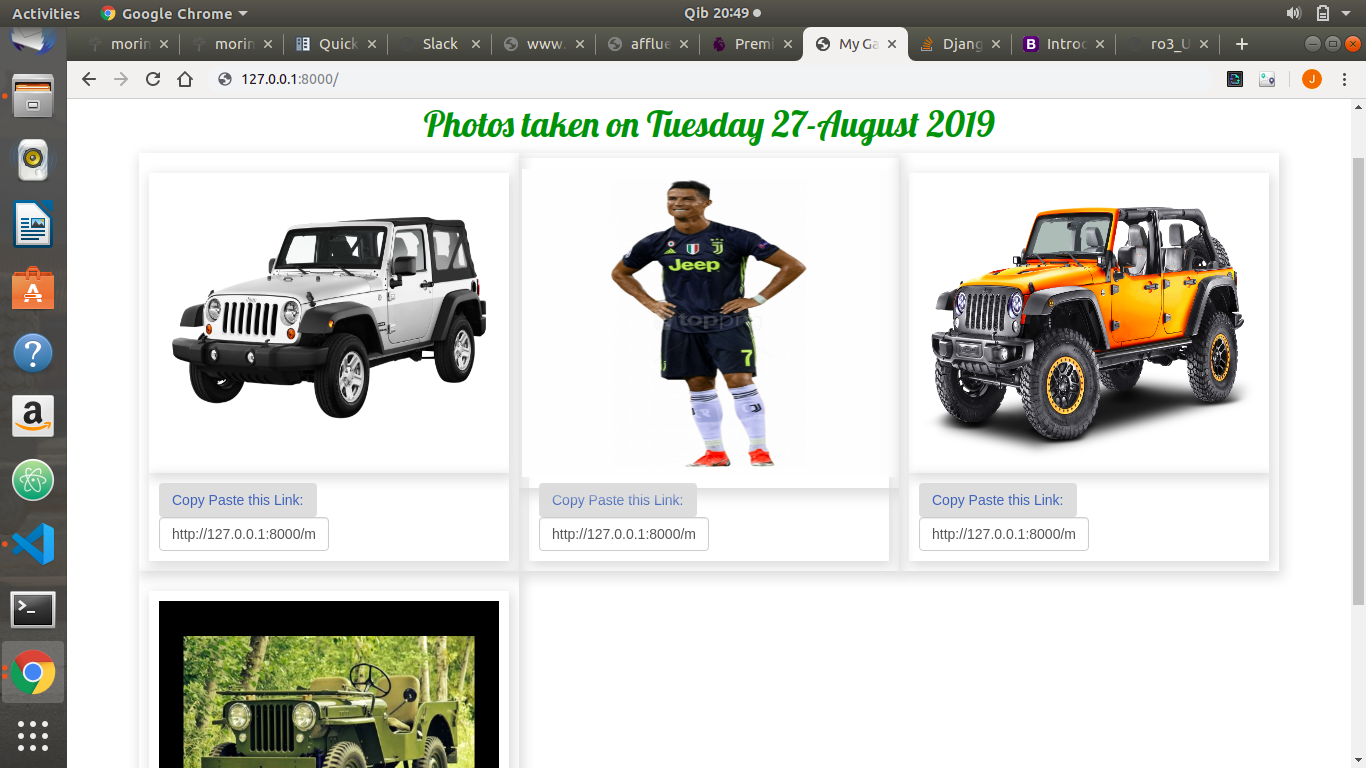 Activities Google Chrome Qib 20:49
morin morin Quick Slack www. afflue Premi My Ga Djang Introc ro3_U
127.0.0.1:8000/
J
Photos taken on Tuesday 27-August 2019
Jeep
7
Copy Paste this Link: Copy Paste this Link: Copy Paste this Link:
http://127.0.0.1:8000/m http://127.0.0.1:8000/m http://127.0.0.1:8000/m